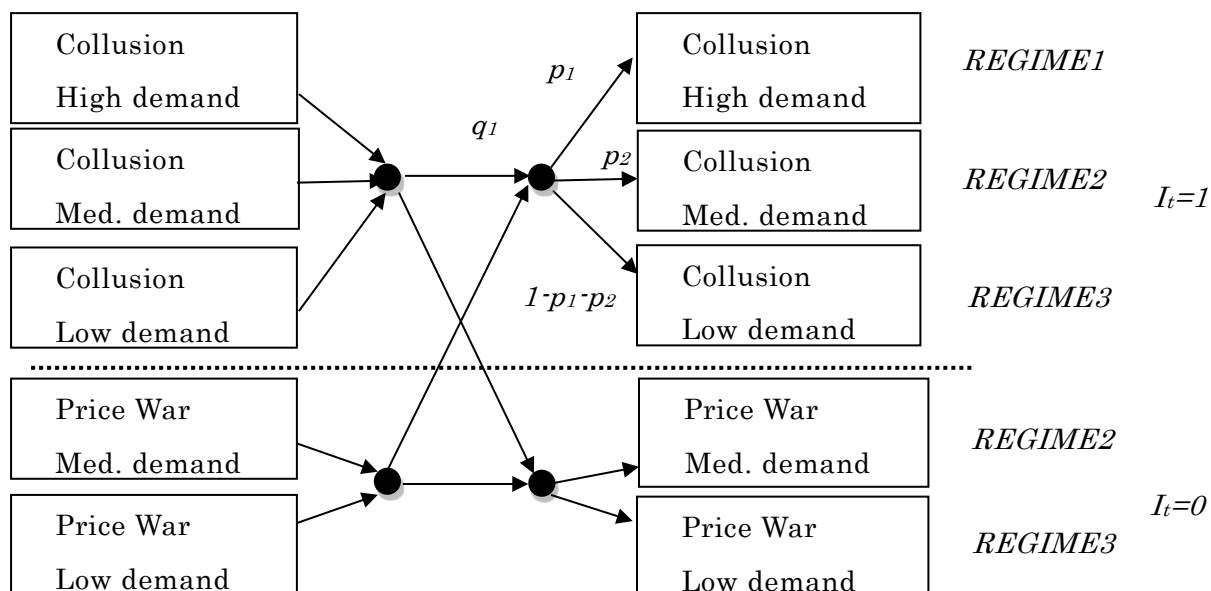 Collusion
High demand
Collusion
Med. demand
Collusion
Low demand
q1
p1
p2
1-p1-p2
Collusion
High demand
Collusion
Med. demand
Collusion
Low demand
REGIME1
REGIME2
REGIME3
It=1
Price War
Med. demand
Price War
Low demand
Price War
Med. demand
Price War
Low demand
REGIME2
REGIME3
It=0